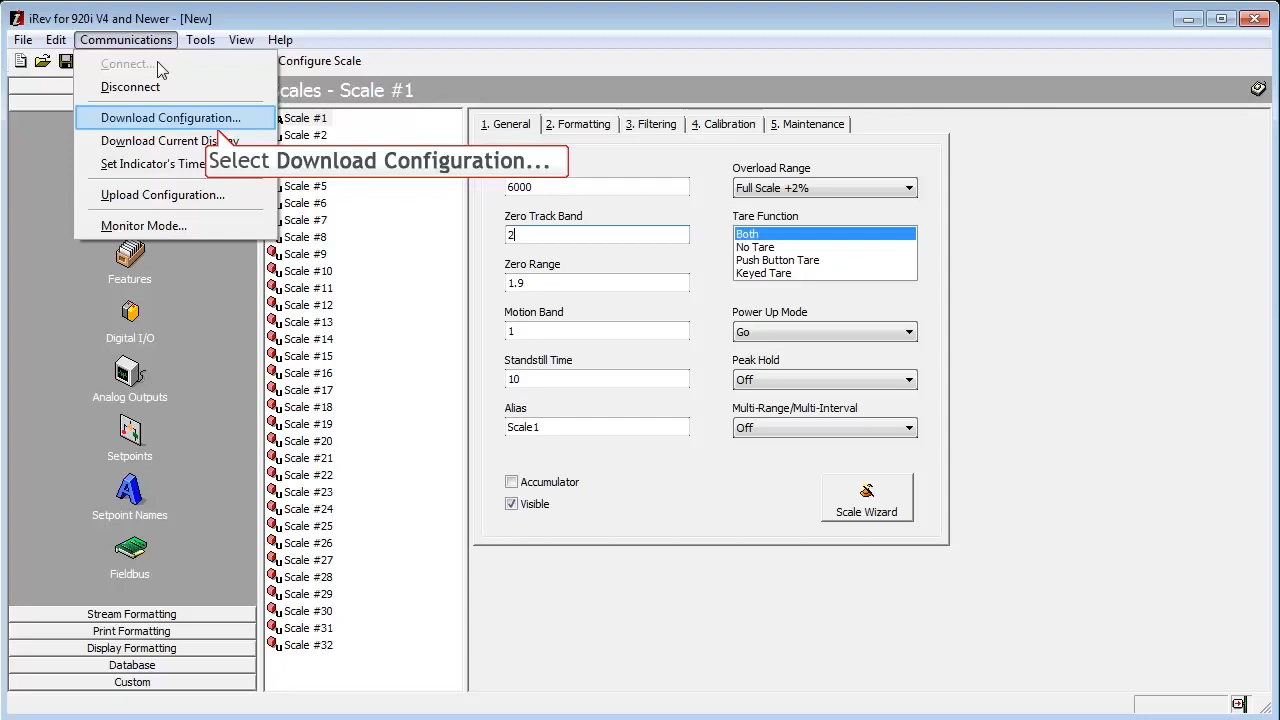 iRev for 920i V4 and Newer - [New]
File Edit Communications Tools View Help
Connect...
Disconnect
Download Configuration...
Download Current Display
Set Indicator's Time
Upload Configuration...
Monitor Mode...
Select Download Configuration...
Configure Scale
cales - Scale #1
Features
Digital I/O
Analog Outputs
Setpoints
Setpoint Names
Fieldbus
Stream Formatting
Print Formatting
Display Formatting
Database
Custom
Scale #1
Scale #2
Scale #5
Scale #6
Scale #7
Scale #8
Scale #9
Scale #10
Scale #11
Scale #12
Scale #13
Scale #14
Scale #15
Scale #16
Scale #17
Scale #18
Scale #19
Scale #20
Scale #21
Scale #22
Scale #23
Scale #24
Scale #25
Scale #26
Scale #27
Scale #28
Scale #29
Scale #30
Scale #31
Scale #32
1. General 2. Formatting 3. Filtering 4. Calibration 5. Maintenance
6000
Zero Track Band
2
Zero Range
1.9
Motion Band
1
Standstill Time
10
Alias
Scale1
Accumulator
Visible
Overload Range
Full Scale +2%
Tare Function
Both
No Tare
Push Button Tare
Keyed Tare
Power Up Mode
Go
Peak Hold
Off
Multi-Range/Multi-Interval
Off
Scale Wizard